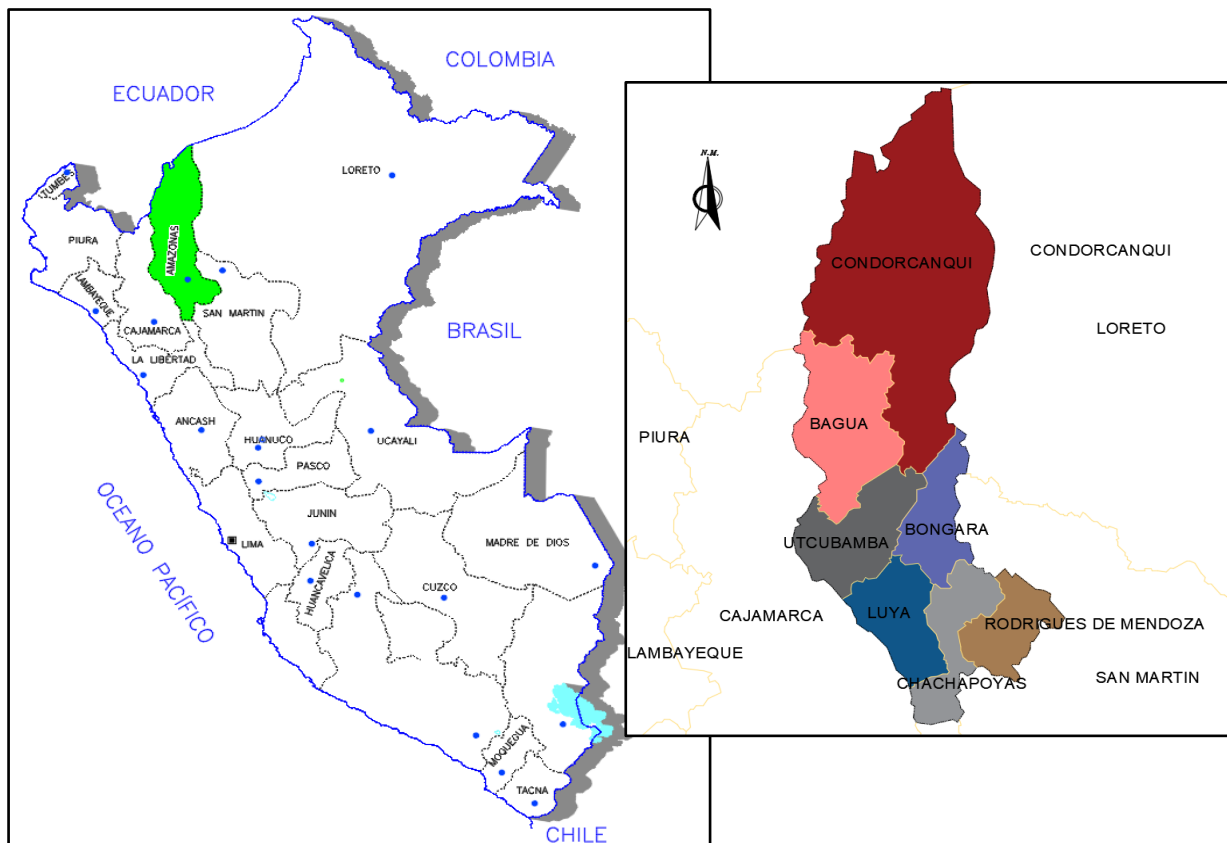 COLOMBIA
ECUADOR
LORETO
TUMBES
PIURA
AMAZONAS
LAMBAYEQUE
SAN MARTIN
CAJAMARCA
BRASIL
LA LIBERTAD
ANCASH
HUANUCO
UCAYALI
PASCO
OCEANO PACÍFICO
JUNIN
LIMA
MADRE DE DIOS
HUANCAVELICA
CUZCO
MOQUEGUA
TACNA
CHILE
N.M.
CONDORCANQUI
CONDORCANQUI
LORETO
BAGUA
PIURA
BONGARA
UTCUBAMBA
CAJAMARCA
LUYA
RODRIGUES DE MENDOZA
LAMBAYEQUE
CHACHAPOYAS
SAN MARTIN